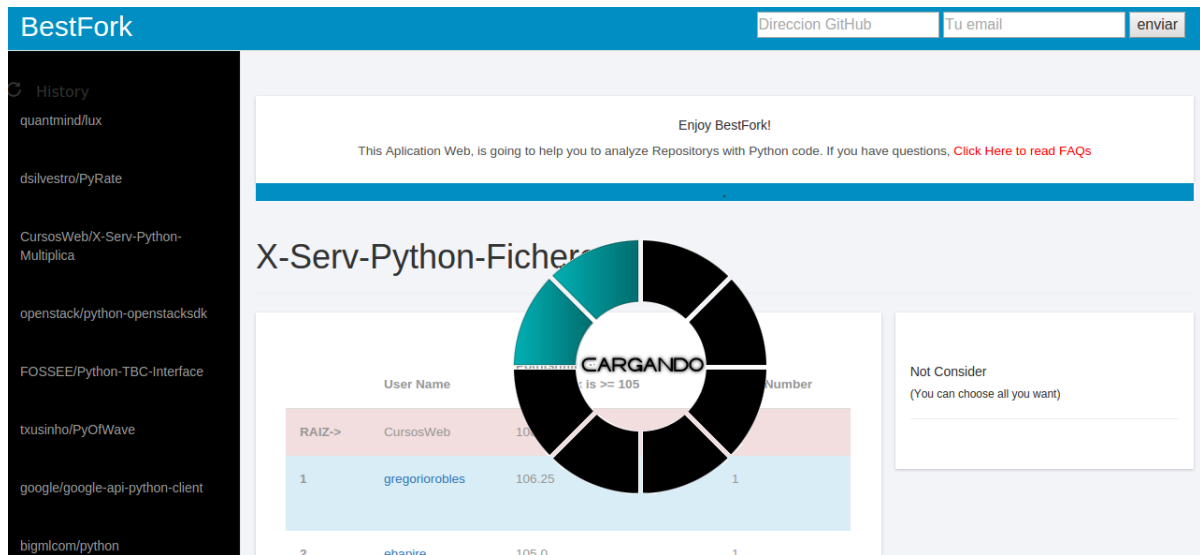 BestFork
Direccion GitHub
Tu email
enviar
History
quantmind/lux
dsilvestro/PyRate
CursosWeb/X-Serv-Python-
Multiplica
openstack/python-openstacksdk
FOSSEE/Python-TBC-Interface
txusinho/PyOfWave
google/google-api-python-client
bigmlcom/python
Enjoy BestFork!
This Aplication Web, is going to help you to analyze Repositorys with Python code. If you have questions, Click Here to read FAQs
X-Serv-Python-
CARGANDO
User Name
is >= 105
Number
RAIZ-> CursosWeb
1 gregoriorobles 106.25 1
2 ebapire 105.0 1
Not Consider
(You can choose all you want)